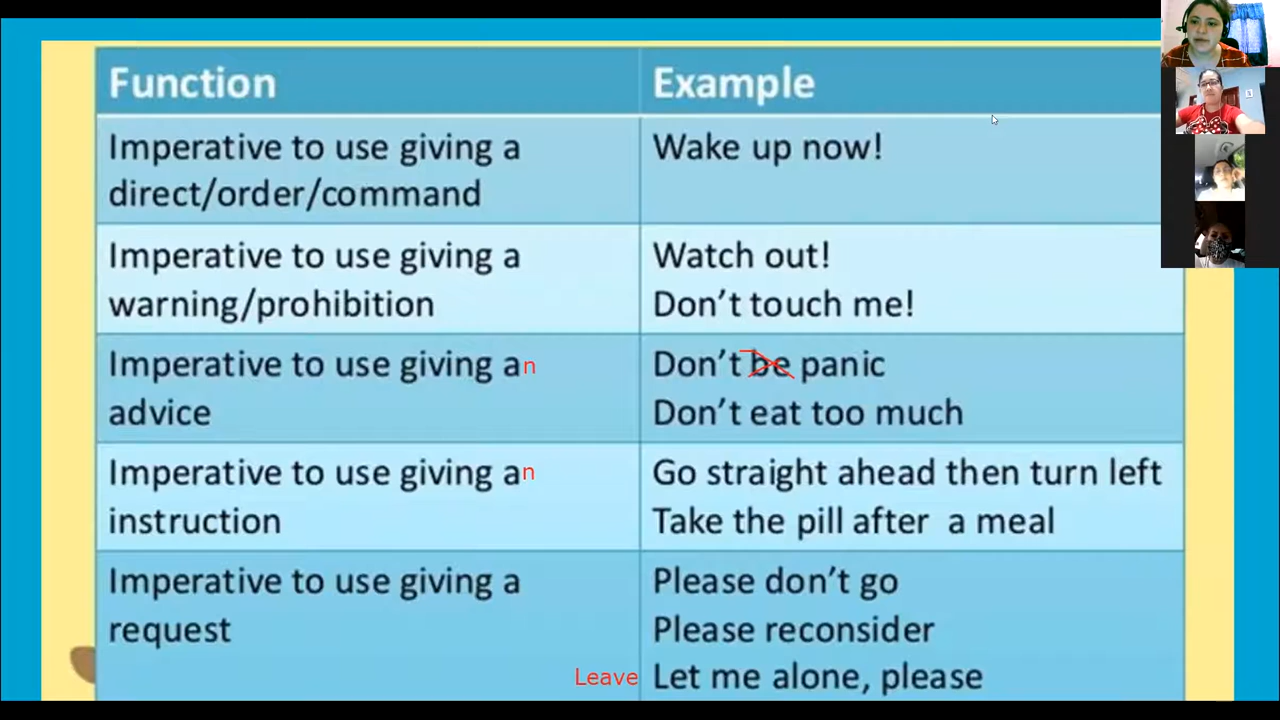 Function Example
Imperative to use giving a Wake up now!
direct/order/command
Imperative to use giving a Watch out!
warning/prohibition Don't touch me!
Imperative to use giving an Don't be panic
advice Don't eat too much
Imperative to use giving an Go straight ahead then turn left
instruction Take the pill after a meal
Imperative to use giving a Please don't go
request Please reconsider
Leave Let me alone, please